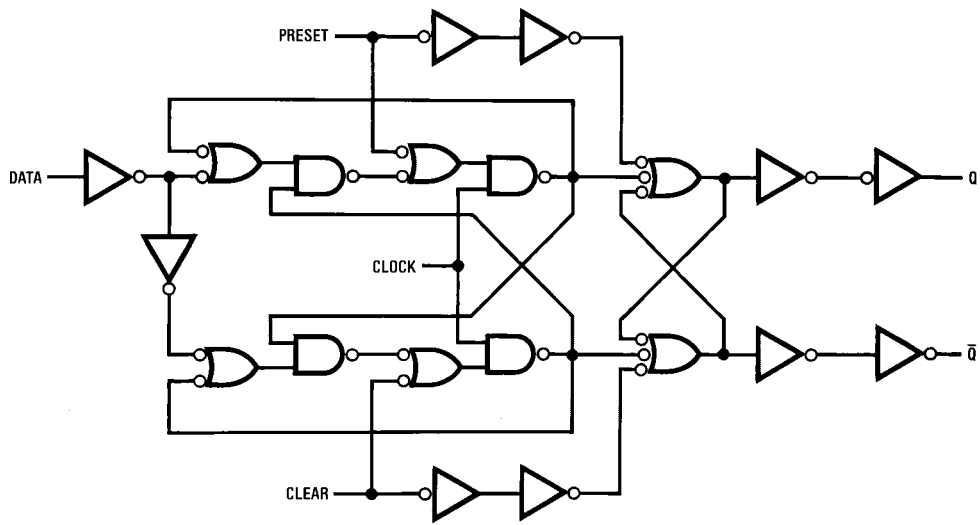 PRESET
DATA
Q
CLOCK
Q̅
CLEAR